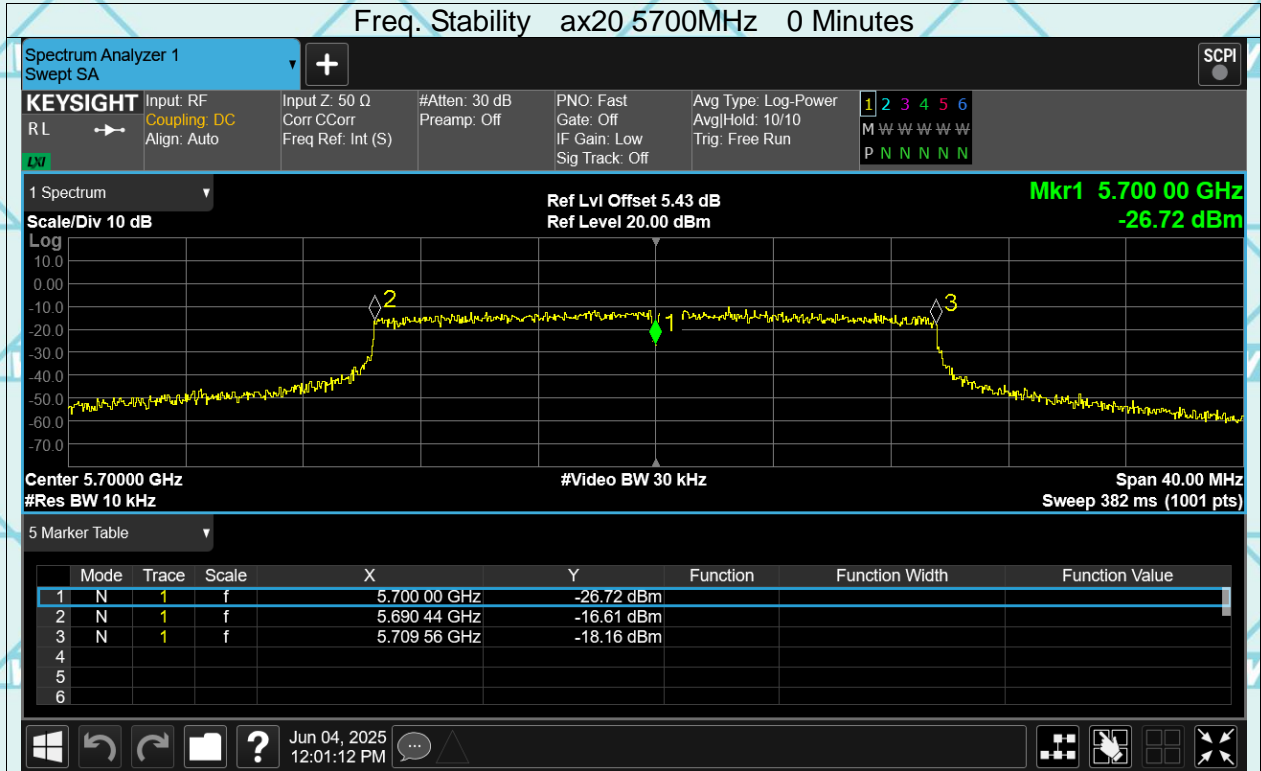 Freq. Stability ax20 5700MHz 0 Minutes
Spectrum Analyzer 1
Swept SA
SCPI
KEYSIGHT
RL
LXI
Input: RF
Coupling: DC
Align: Auto
Input Z: 50 Ω
Corr CCorr
Freq Ref: Int (S)
#Atten: 30 dB
Preamp: Off
PNO: Fast
Gate: Off
IF Gain: Low
Sig Track: Off
Avg Type: Log-Power
Avg|Hold: 10/10
Trig: Free Run
1 2 3 4 5 6
M W W W W W
P N N N N N
1 Spectrum
Scale/Div 10 dB
Ref Lvl Offset 5.43 dB
Ref Level 20.00 dBm
Mkr1 5.700 00 GHz
-26.72 dBm
Log
10.0
0.00
-10.0
-20.0
-30.0
-40.0
-50.0
-60.0
-70.0
2
1
3
Center 5.70000 GHz
#Video BW 30 kHz
Span 40.00 MHz
#Res BW 10 kHz
Sweep 382 ms (1001 pts)
5 Marker Table
Mode Trace Scale X Y Function Function Width Function Value
1 N 1 f 5.700 00 GHz -26.72 dBm
2 N 1 f 5.690 44 GHz -16.61 dBm
3 N 1 f 5.709 56 GHz -18.16 dBm
4
5
6
?
Jun 04, 2025
12:01:12 PM